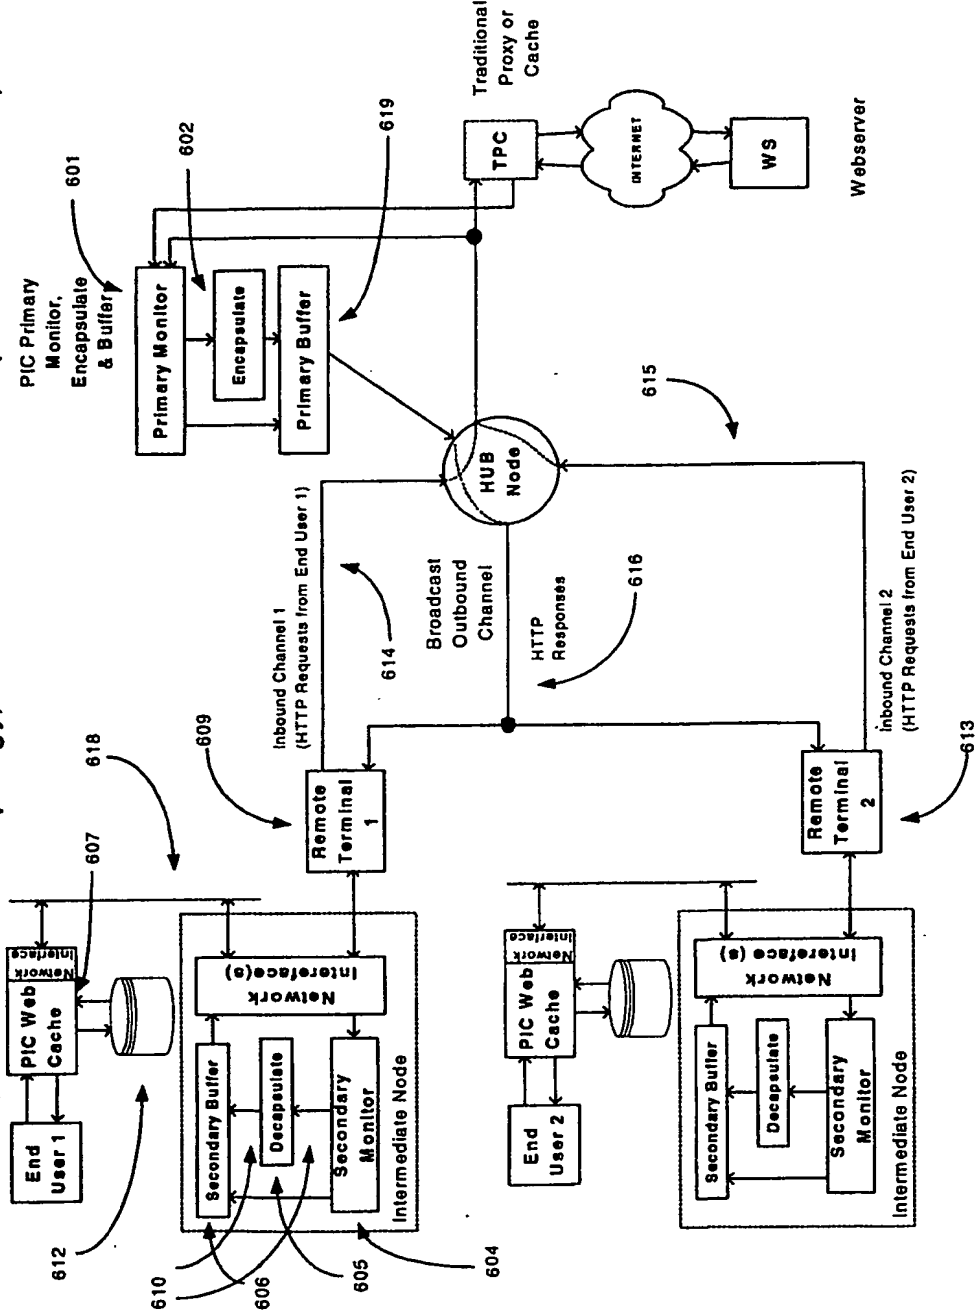 601
PIC Primary
Monitor,
Encapsulate
& Buffer
602
619
Primary Monitor
Encapsulate
Primary Buffer
Traditional
Proxy or
Cache
TPC
INTERNET
WS
Webserver
HUB
Node
615
Inbound Channel 1
(HTTP Requests from End User 1)
614
Broadcast
Outbound
Channel
HTTP
Responses
616
Inbound Channel 2
(HTTP Requests from End User 2)
618
609
607
Remote
Terminal
1
Remote
Terminal
2
613
Network
Interface
PIC Web
Cache
End
User 1
612
Network
Intereface(s)
Secondary Buffer
Decapsulate
Secondary
Monitor
Intermediate Node
610
606
605
604
Network
Interface
PIC Web
Cache
End
User 2
Network
Intereface(s)
Secondary Buffer
Decapsulate
Secondary
Monitor
Intermediate Node